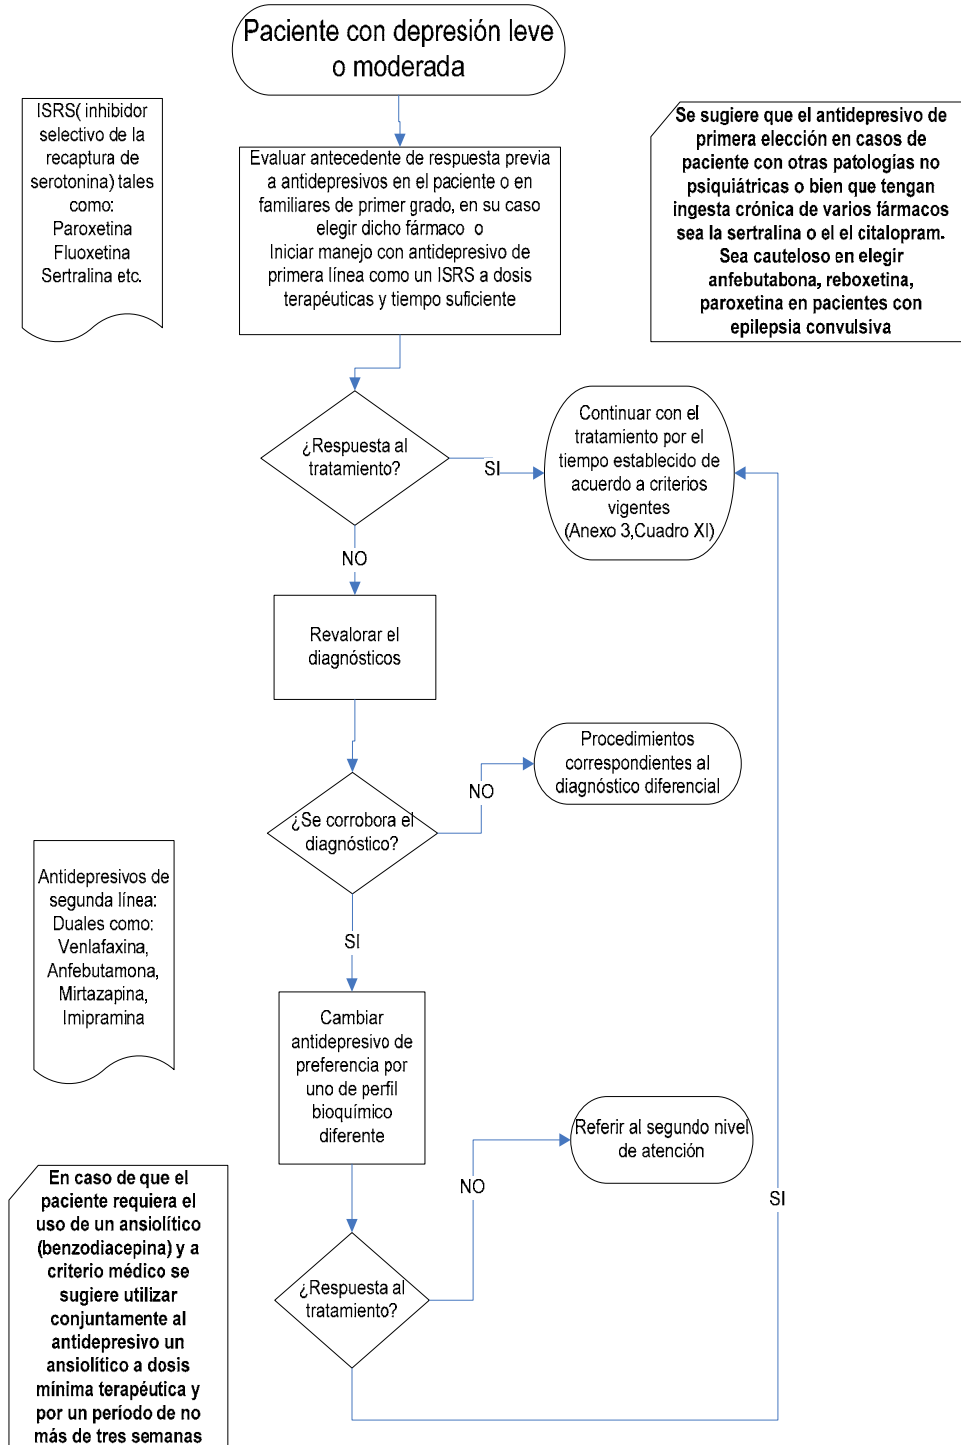 Paciente con depresión leve
o moderada
ISRS( inhibidor
selectivo de la
recaptura de
serotonina) tales
como:
Paroxetina
Fluoxetina
Sertralina etc.
Evaluar antecedente de respuesta previa
a antidepresivos en el paciente o en
familiares de primer grado, en su caso
elegir dicho fármaco o
Iniciar manejo con antidepresivo de
primera línea como un ISRS a dosis
terapéuticas y tiempo suficiente
Se sugiere que el antidepresivo de
primera elección en casos de
paciente con otras patologías no
psiquiátricas o bien que tengan
ingesta crónica de varios fármacos
sea la sertralina o el el citalopram.
Sea cauteloso en elegir
anfebutabona, reboxetina,
paroxetina en pacientes con
epilepsia convulsiva
¿Respuesta al
tratamiento?
SI
Continuar con el
tratamiento por el
tiempo establecido de
acuerdo a criterios
vigentes
(Anexo 3,Cuadro XI)
NO
Revalorar el
diagnósticos
Procedimientos
correspondientes al
diagnóstico diferencial
NO
¿Se corrobora el
diagnóstico?
Antidepresivos de
segunda línea:
Duales como:
Venlafaxina,
Anfebutamona,
Mirtazapina,
Imipramina
SI
Cambiar
antidepresivo de
preferencia por
uno de perfil
bioquímico
diferente
Referir al segundo nivel
de atención
NO
SI
¿Respuesta al
tratamiento?
En caso de que el
paciente requiera el
uso de un ansiolítico
(benzodiacepina) y a
criterio médico se
sugiere utilizar
conjuntamente al
antidepresivo un
ansiolítico a dosis
mínima terapéutica y
por un período de no
más de tres semanas